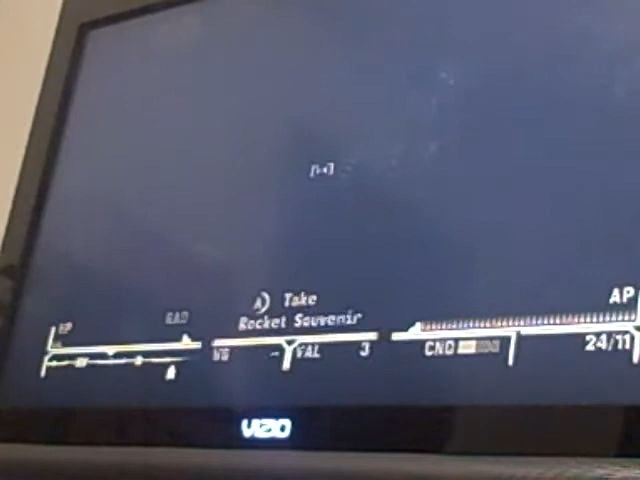 [••]
A) Take
Rocket Souvenir
HP
RAD
WG -- VAL 3
CND
AP
24/11
VIZIO